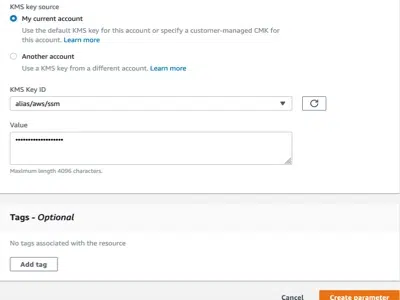 KMS key source
My current account
Use the default KMS key for this account or specify a customer-managed CMK for
this account. Learn more
Another account
Use a KMS key from a different account. Learn more
KMS Key ID
alias/aws/ssm
Value
•••••••••••••••••••
Maximum length 4096 characters.
Tags - Optional
No tags associated with the resource
Add tag
Cancel
Create parameter